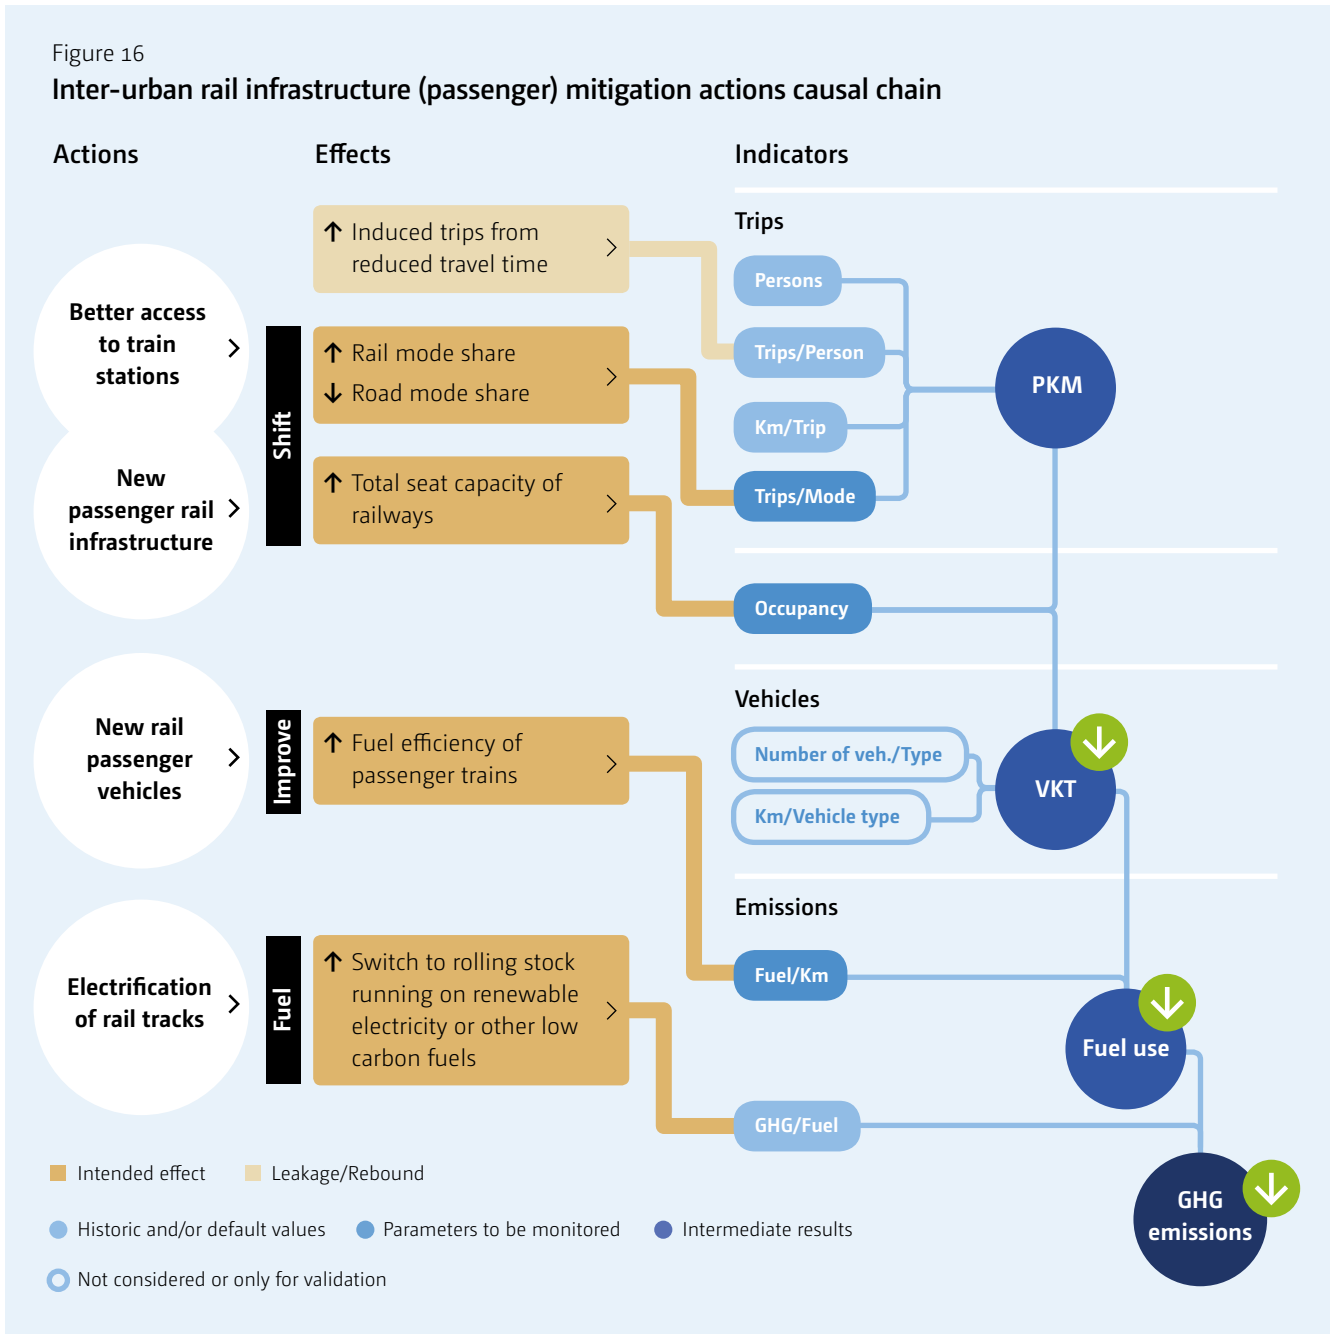 Figure 16
Inter-urban rail infrastructure (passenger) mitigation actions causal chain
Actions
Effects
Indicators
Better access
to train
stations
New
passenger rail
infrastructure
New rail
passenger
vehicles
Electrification
of rail tracks
Shift
Improve
Fuel
↑ Induced trips from
reduced travel time
↑ Rail mode share
↓ Road mode share
↑ Total seat capacity of
railways
↑ Fuel efficiency of
passenger trains
↑ Switch to rolling stock
running on renewable
electricity or other low
carbon fuels
Trips
Persons
Trips/Person
Km/Trip
Trips/Mode
PKM
Occupancy
Vehicles
Number of veh./Type
Km/Vehicle type
VKT
Emissions
Fuel/Km
Fuel use
GHG/Fuel
GHG
emissions
Intended effect
Leakage/Rebound
Historic and/or default values
Parameters to be monitored
Intermediate results
Not considered or only for validation